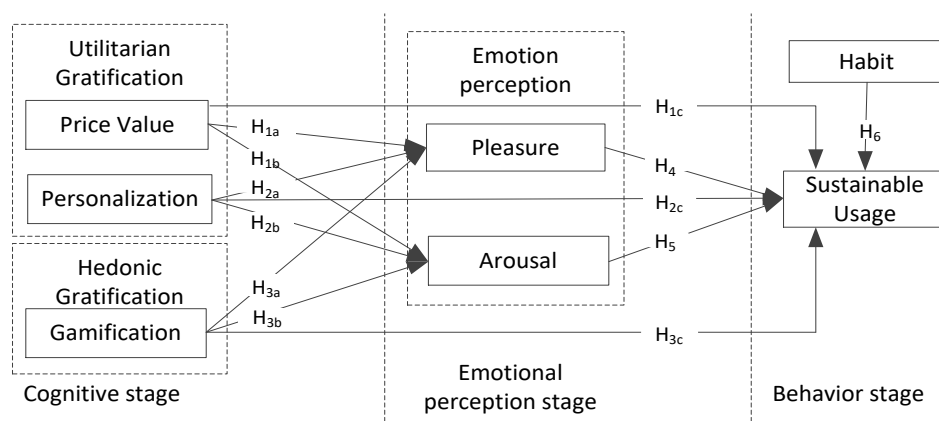 Utilitarian
Gratification
Price Value
Personalization
Hedonic
Gratification
Gamification
Cognitive stage
H1a
H1b
H2a
H2b
H3a
H3b
Emotion
perception
Pleasure
Arousal
Emotional
perception stage
H1c
H4
H2c
H5
H3c
Habit
H6
Sustainable
Usage
Behavior stage